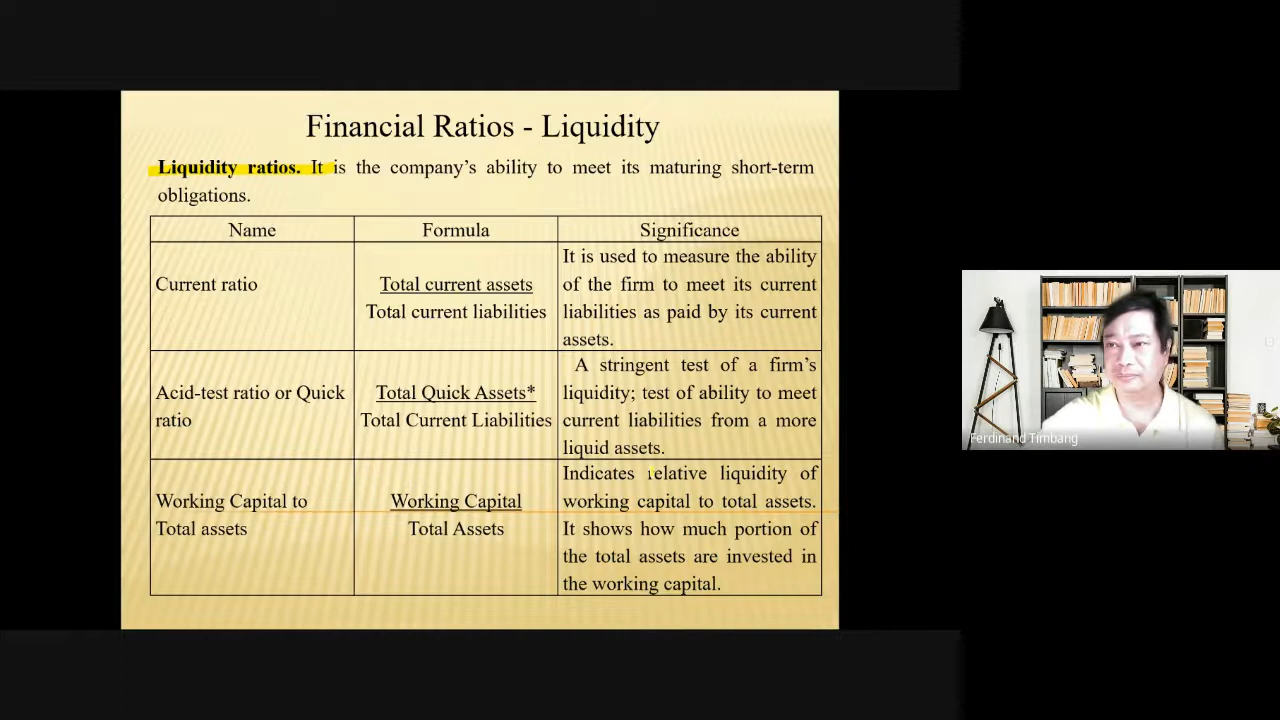 Financial Ratios - Liquidity
Liquidity ratios. It is the company's ability to meet its maturing short-term
obligations.
Name
Formula
Significance
Current ratio
Total current assets
Total current liabilities
It is used to measure the ability
of the firm to meet its current
liabilities as paid by its current
assets.
Acid-test ratio or Quick
ratio
Total Quick Assets*
Total Current Liabilities
A stringent test of a firm's
liquidity; test of ability to meet
current liabilities from a more
liquid assets.
Working Capital to
Total assets
Working Capital
Total Assets
Indicates relative liquidity of
working capital to total assets.
It shows how much portion of
the total assets are invested in
the working capital.
Ferdinand Timbang